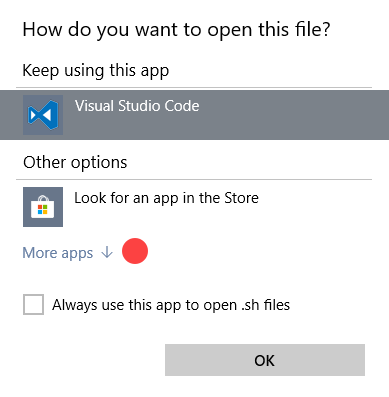 How do you want to open this file?
Keep using this app
Visual Studio Code
Other options
Look for an app in the Store
More apps ↓
Always use this app to open .sh files
OK